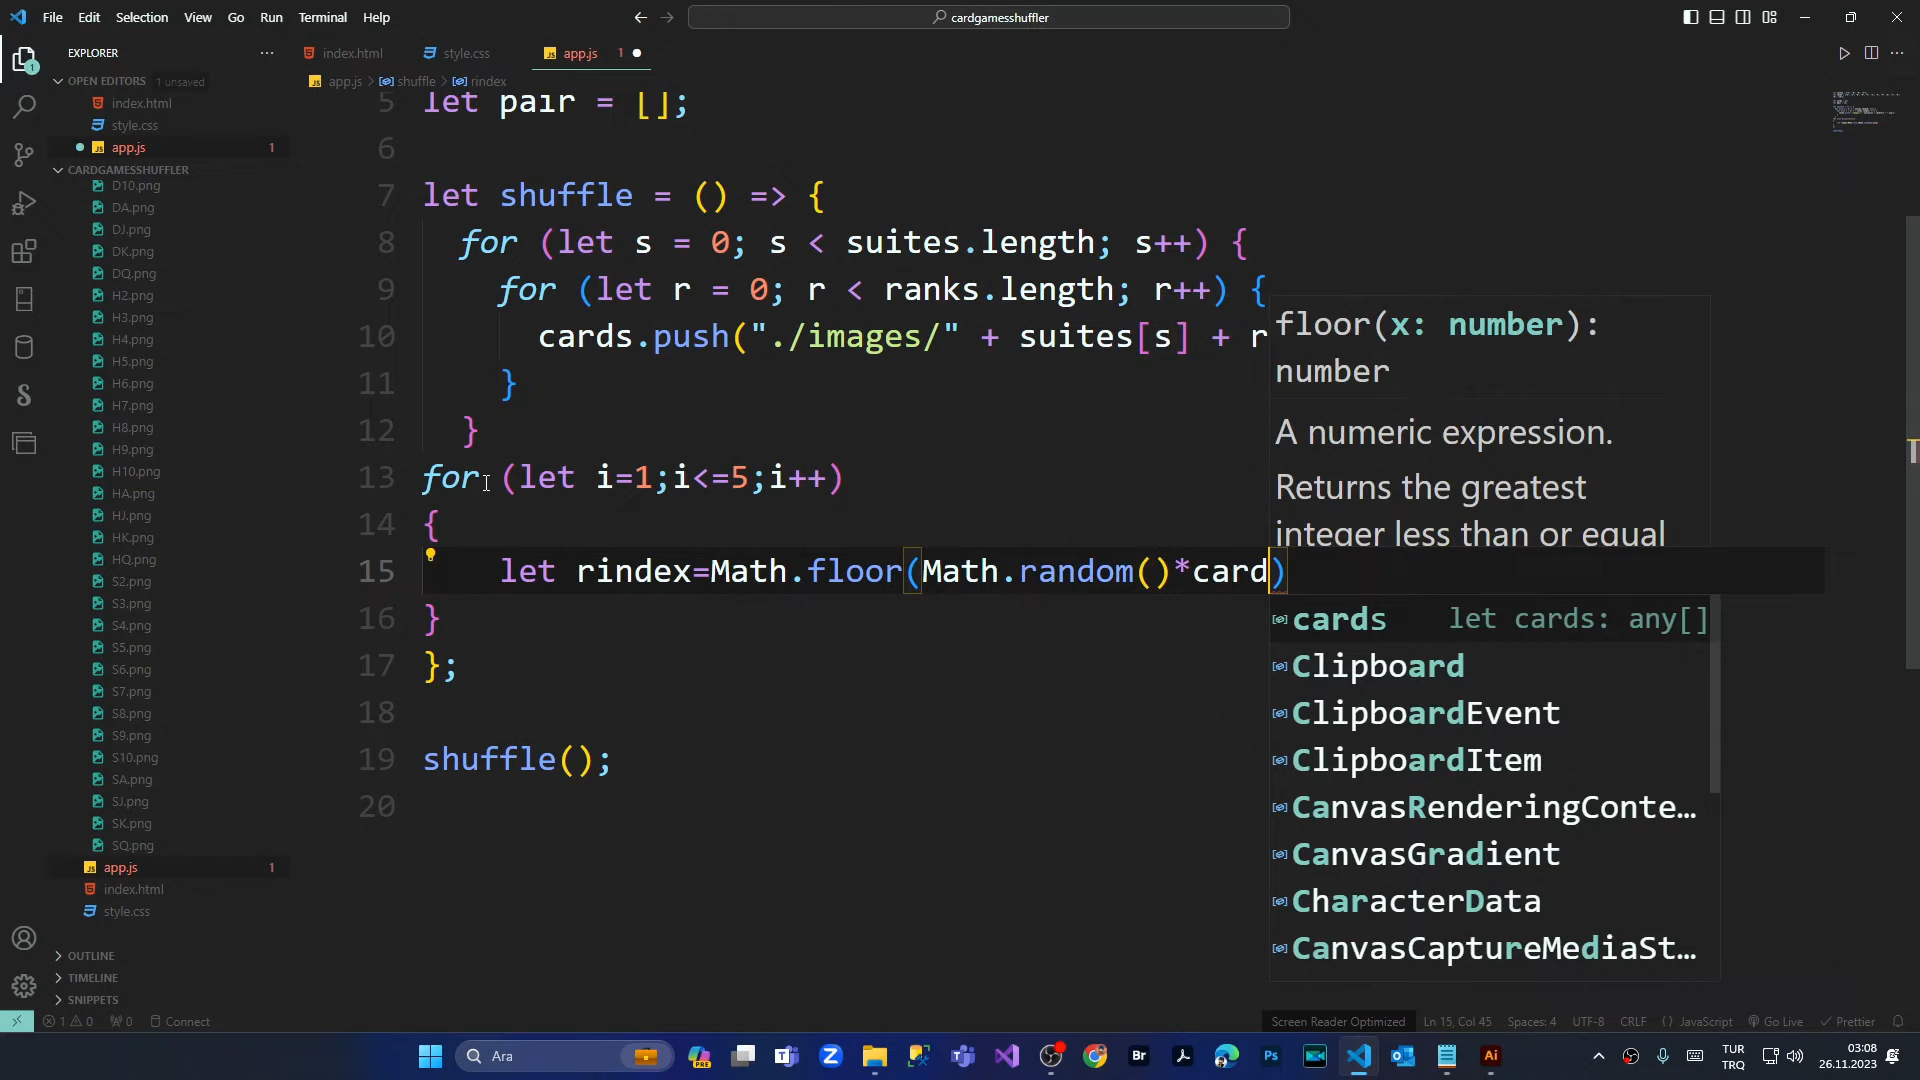 File Edit Selection View Go Run Terminal Help
cardgamesshuffler
EXPLORER
OPEN EDITORS 1 unsaved
index.html
style.css
app.js 1
CARDGAMESSHUFFLER
D10.png
DA.png
DJ.png
DK.png
DQ.png
H2.png
H3.png
H4.png
H5.png
H6.png
H7.png
H8.png
H9.png
H10.png
HA.png
HJ.png
HK.png
HQ.png
S2.png
S3.png
S4.png
S5.png
S6.png
S7.png
S8.png
S9.png
S10.png
SA.png
SJ.png
SK.png
SQ.png
app.js 1
index.html
style.css
OUTLINE
TIMELINE
SNIPPETS
index.html style.css app.js 1
app.js > shuffle > rindex
5 let pair = [];
6
7 let shuffle = () => {
8 for (let s = 0; s < suites.length; s++) {
9 for (let r = 0; r < ranks.length; r++) {
10 cards.push("./images/" + suites[s] + r
11 }
12 }
13 for (let i=1;i<=5;i++)
14 {
15 let rindex=Math.floor(Math.random()*card)
16 }
17 };
18
19 shuffle();
20
floor(x: number):
number
A numeric expression.
Returns the greatest
integer less than or equal
cards let cards: any[]
Clipboard
ClipboardEvent
ClipboardItem
CanvasRenderingConte…
CanvasGradient
CharacterData
CanvasCaptureMediaSt…
1 0 0 Connect
Screen Reader Optimized Ln 15, Col 45 Spaces: 4 UTF-8 CRLF { } JavaScript Go Live Prettier
Ara
PRE
Br
Ps
Ai
TUR
TRQ
03:08
26.11.2023